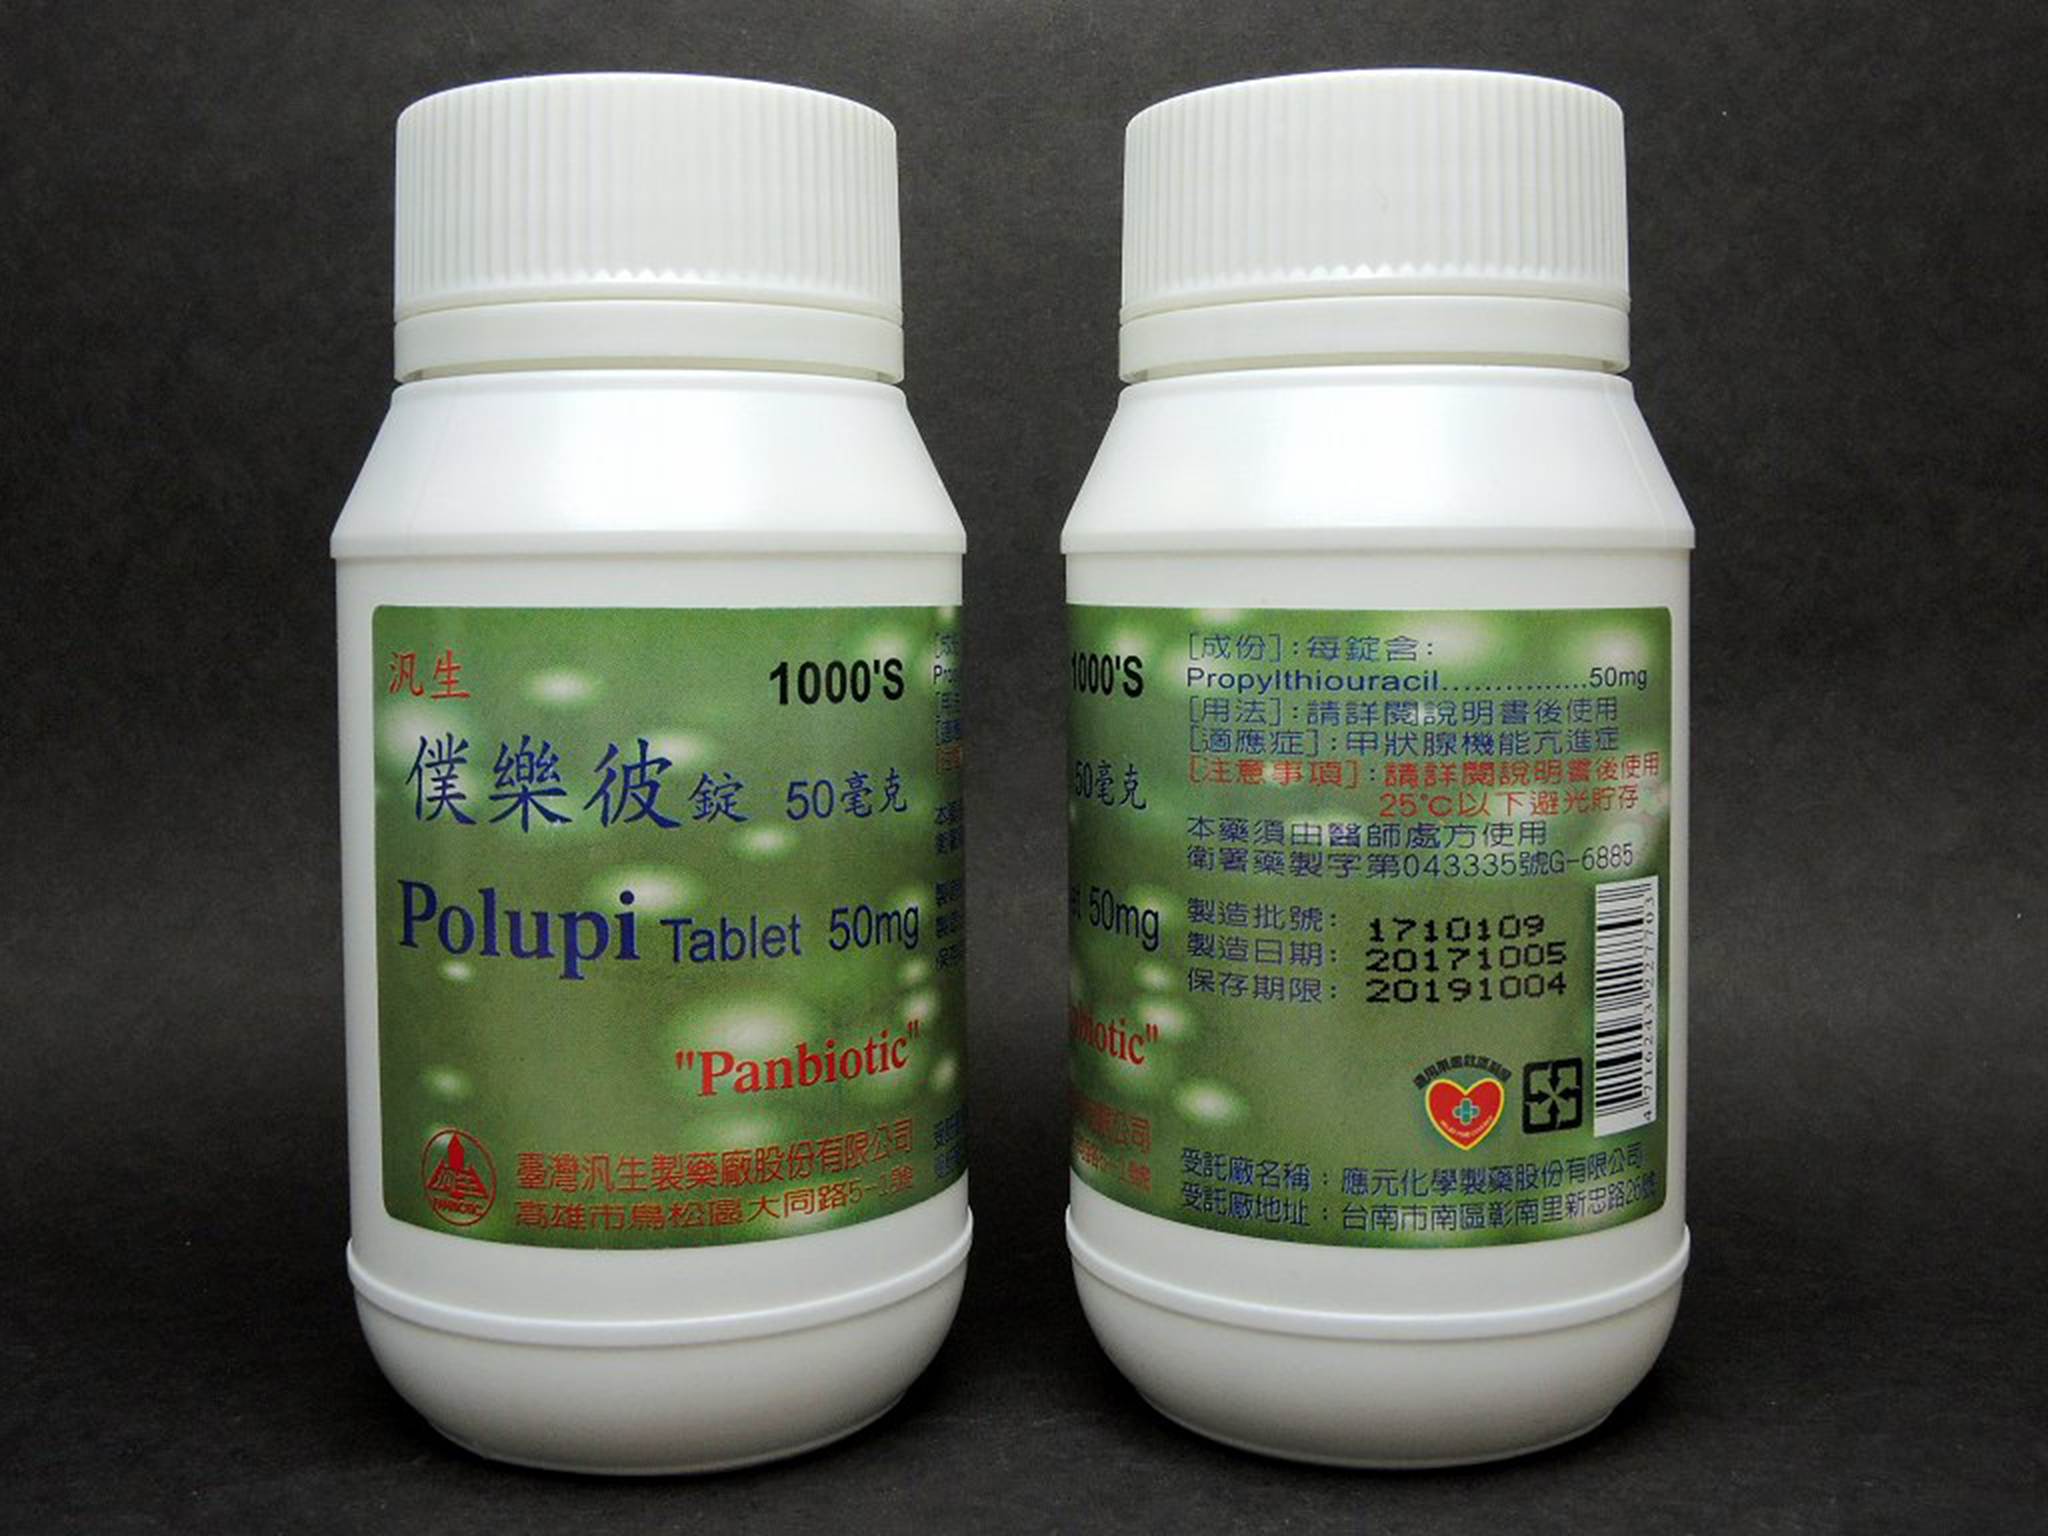 汎生
1000'S
僕樂彼錠 50毫克
Polupi Tablet 50mg
"Panbiotic"
PANBIOTIC
臺灣汎生製藥廠股份有限公司
高雄市鳥松區大同路5-1號
1000'S
50毫克
50mg
[成份]:每錠含:
Propylthiouracil...............50mg
[用法]:請詳閱說明書後使用
[適應症]:甲狀腺機能亢進症
[注意事項]:請詳閱說明書後使用
25℃以下避光貯存
本藥須由醫師處方使用
衛署藥製字第043335號G-6885
製造批號: 1710109
製造日期: 20171005
保存期限: 20191004
受託廠名稱:應元化學製藥股份有限公司
受託廠地址:台南市南區彰南里新忠路26號